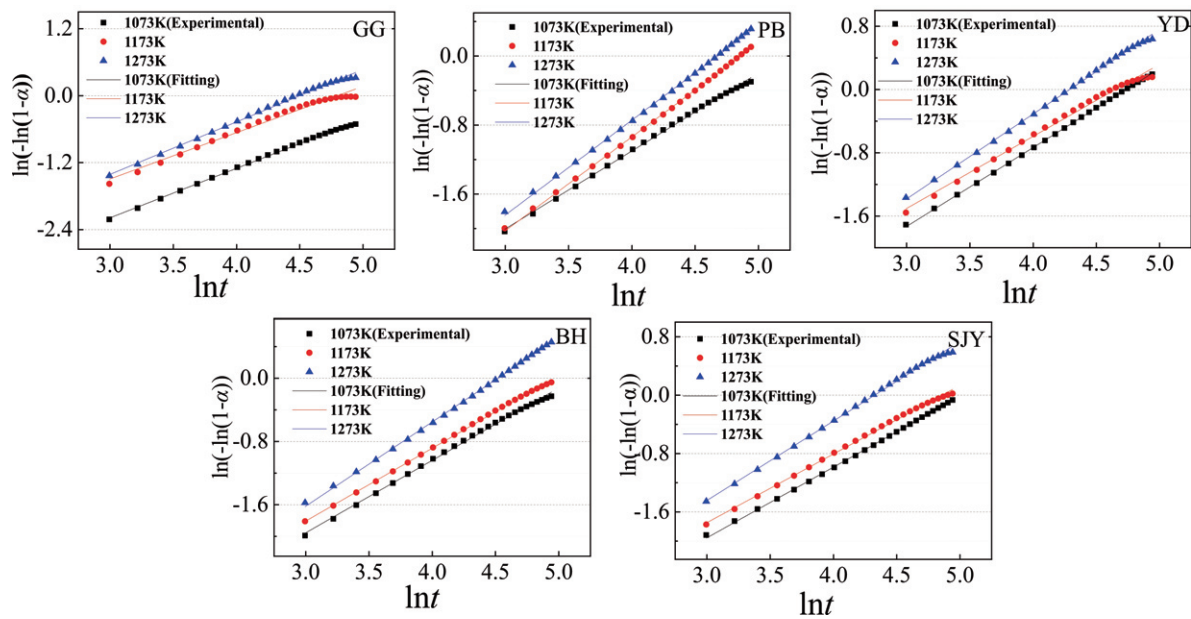 1073K(Experimental)
1173K
1273K
1073K(Fitting)
1173K
1273K
GG
1.2
0.0
-1.2
-2.4
ln(-ln(1-α))
3.0 3.5 4.0 4.5 5.0
lnt
1073K(Experimental)
1173K
1273K
1073K(Fitting)
1173K
1273K
PB
0.0
-0.8
-1.6
ln(-ln(1-α))
3.0 3.5 4.0 4.5 5.0
lnt
1073K(Experimental)
1173K
1273K
1073K(Fitting)
1173K
1273K
YD
0.8
0.0
-0.8
-1.6
ln(-ln(1-α))
3.0 3.5 4.0 4.5 5.0
lnt
1073K(Experimental)
1173K
1273K
1073K(Fitting)
1173K
1273K
BH
0.0
-0.8
-1.6
ln(-ln(1-α))
3.0 3.5 4.0 4.5 5.0
lnt
1073K(Experimental)
1173K
1273K
1073K(Fitting)
1173K
1273K
SJY
0.8
0.0
-0.8
-1.6
ln(-ln(1-α))
3.0 3.5 4.0 4.5 5.0
lnt